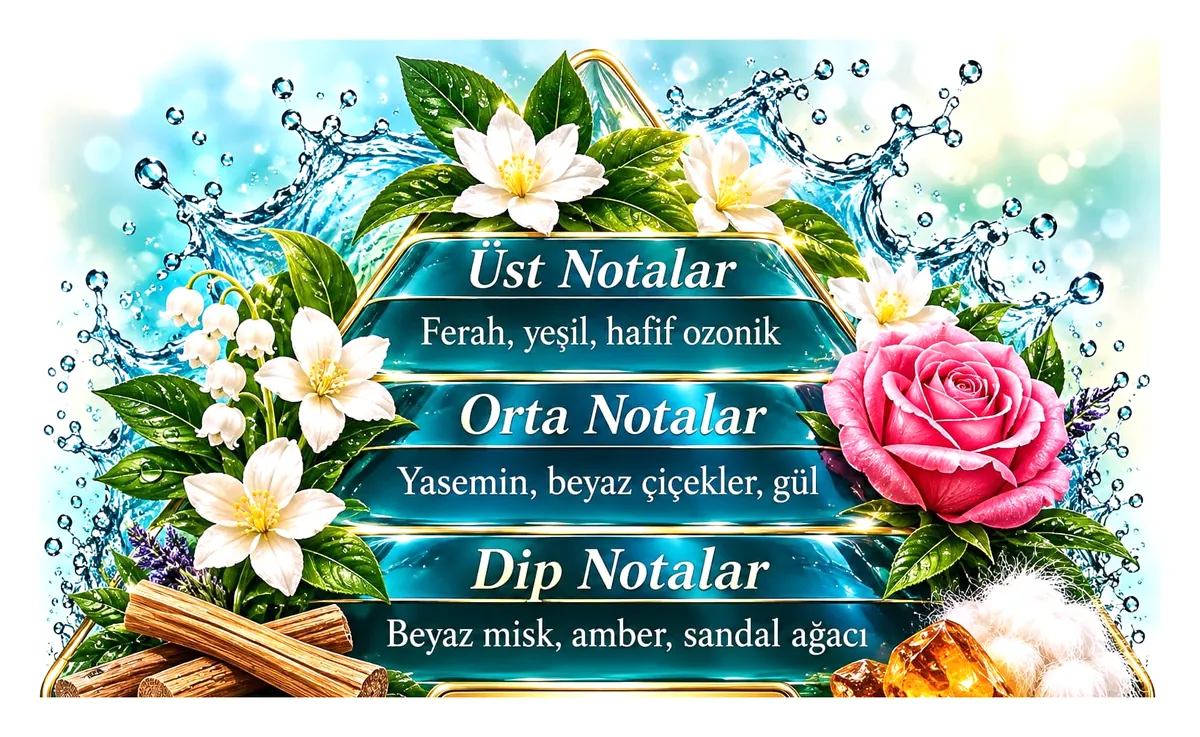 Üst Notalar
Ferah, yeşil, hafif ozonik
Orta Notalar
Yasemin, beyaz çiçekler, gül
Dip Notalar
Beyaz misk, amber, sandal ağacı